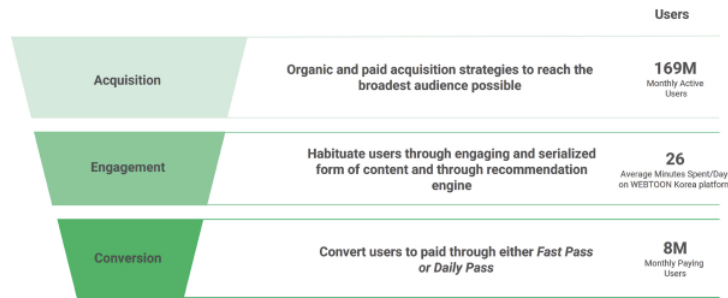 Users
Acquisition
Organic and paid acquisition strategies to reach the
broadest audience possible
169M
Monthly Active
Users
Engagement
Habituate users through engaging and serialized
form of content and through recommendation
engine
26
Average Minutes Spent/Day
on WEBTOON Korea platform
Conversion
Convert users to paid through either Fast Pass
or Daily Pass
8M
Monthly Paying
Users